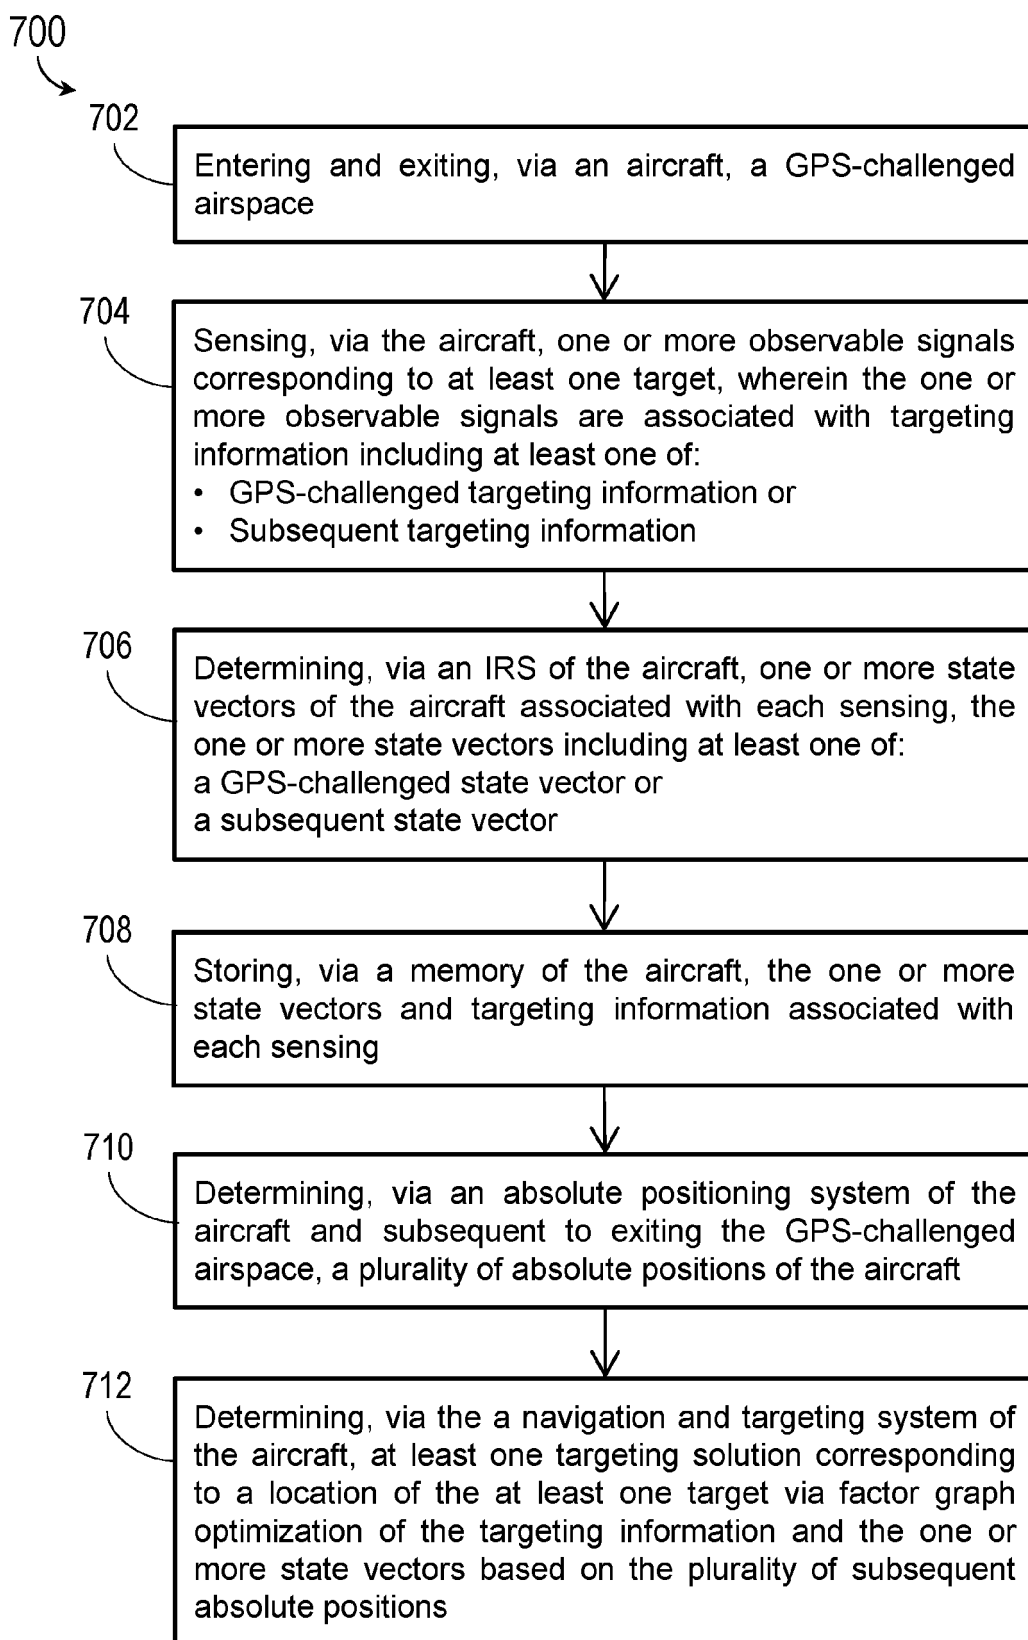 700
702
Entering and exiting, via an aircraft, a GPS-challenged
airspace
704
Sensing, via the aircraft, one or more observable signals
corresponding to at least one target, wherein the one or
more observable signals are associated with targeting
information including at least one of:
• GPS-challenged targeting information or
• Subsequent targeting information
706
Determining, via an IRS of the aircraft, one or more state
vectors of the aircraft associated with each sensing, the
one or more state vectors including at least one of:
a GPS-challenged state vector or
a subsequent state vector
708
Storing, via a memory of the aircraft, the one or more
state vectors and targeting information associated with
each sensing
710
Determining, via an absolute positioning system of the
aircraft and subsequent to exiting the GPS-challenged
airspace, a plurality of absolute positions of the aircraft
712
Determining, via the a navigation and targeting system of
the aircraft, at least one targeting solution corresponding
to a location of the at least one target via factor graph
optimization of the targeting information and the one or
more state vectors based on the plurality of subsequent
absolute positions